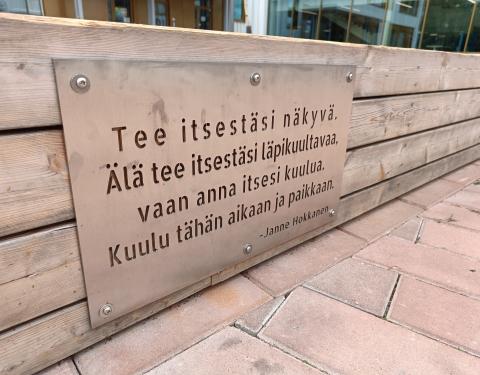 Tee itsestäsi näkyvä.
Älä tee itsestäsi läpikuultavaa,
vaan anna itsesi kuulua.
Kuulu tähän aikaan ja paikkaan.
-Janne Hokkanen